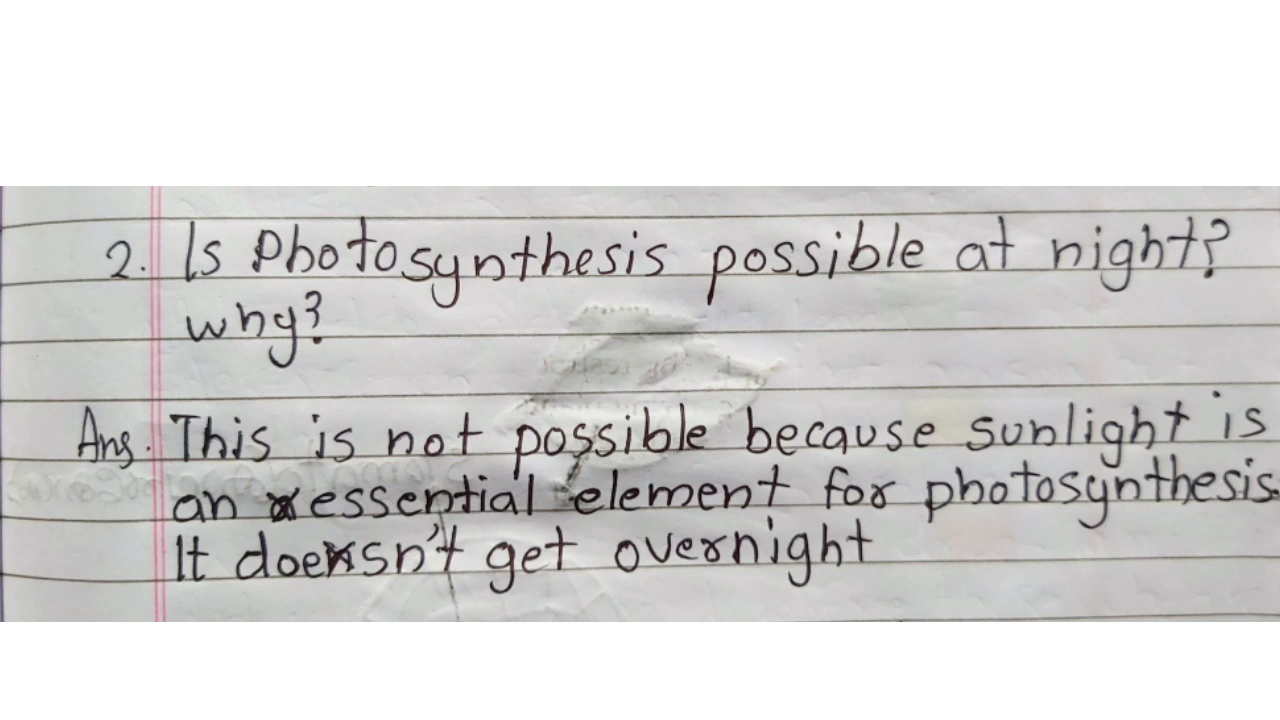 2. Is Photosynthesis possible at night?
why?
Ans. This is not possible because sunlight is
an essential element for photosynthesis.
It doesn't get overnight